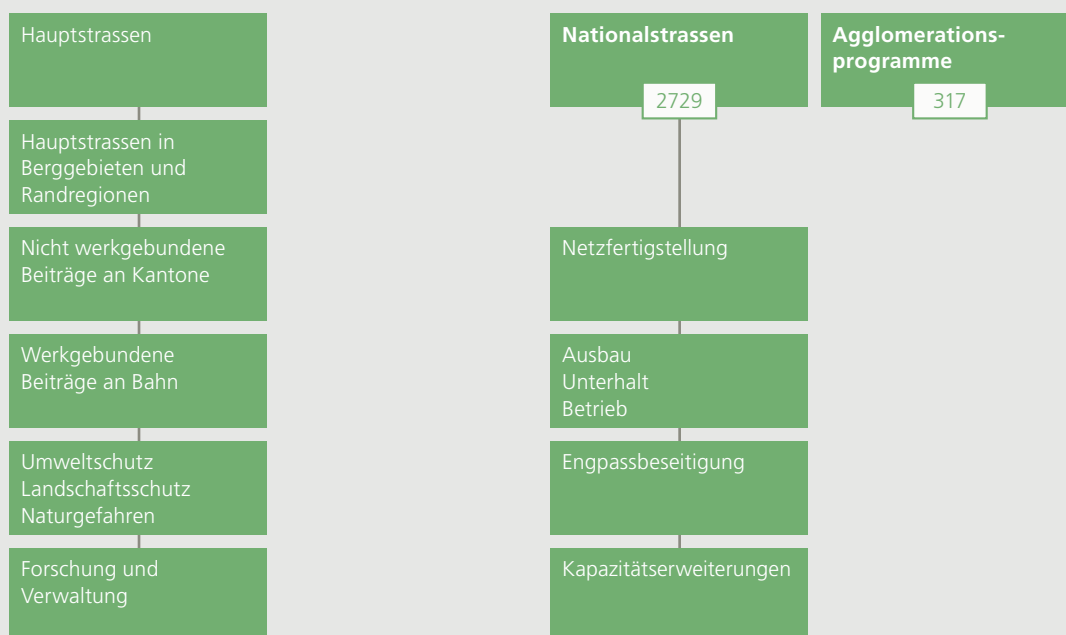 Hauptstrassen
Hauptstrassen in
Berggebieten und
Randregionen
Nicht werkgebundene
Beiträge an Kantone
Werkgebundene
Beiträge an Bahn
Umweltschutz
Landschaftsschutz
Naturgefahren
Forschung und
Verwaltung
Nationalstrassen
2729
Netzfertigstellung
Ausbau
Unterhalt
Betrieb
Engpassbeseitigung
Kapazitätserweiterungen
Agglomerations-
programme
317